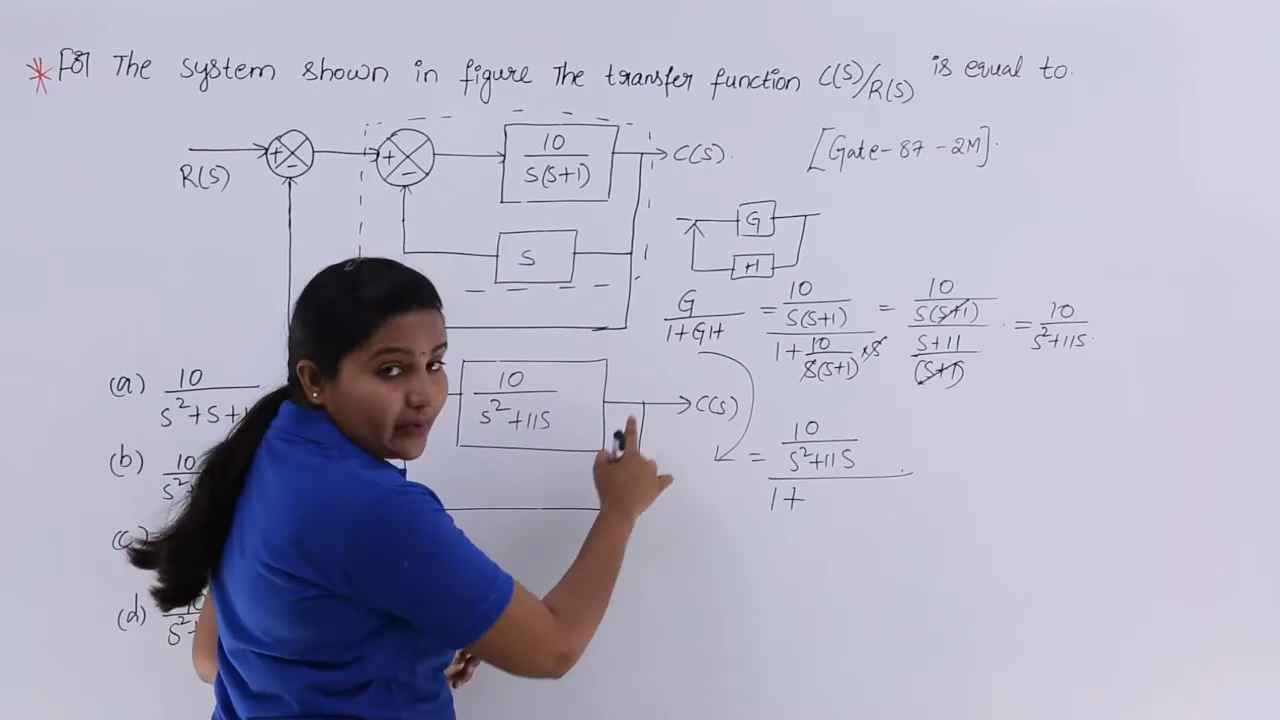 * For The system shown in figure The transfer function C(S)/R(S) is equal to.
[Gate-87-2M].
R(S) + - + - 10/S(S+1) C(S).
S
G
H
G/1+GH = 10/S(S+1) / 1+10/S(S+1) × S = 10/S(S+1) / S+11/(S+1) = 10/S²+11S.
(a) 10/S²+S+1
10/S²+11S C(S)
= 10/S²+11S / 1+
(b) 10/S²
(c)
(d) 10/S²+